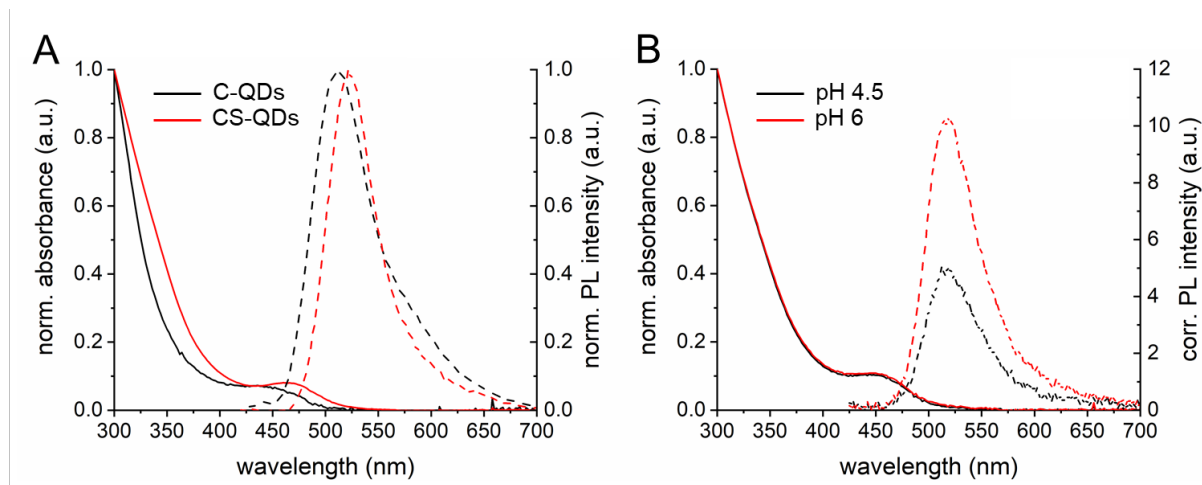 A
C-QDs
CS-QDs
norm. absorbance (a.u.)
1.0
0.8
0.6
0.4
0.2
0.0
300 350 400 450 500 550 600 650 700
wavelength (nm)
1.0
0.8
0.6
0.4
0.2
0.0
norm. PL intensity (a.u.)
B
pH 4.5
pH 6
norm. absorbance (a.u.)
1.0
0.8
0.6
0.4
0.2
0.0
300 350 400 450 500 550 600 650 700
wavelength (nm)
12
10
8
6
4
2
0
corr. PL intensity (a.u.)